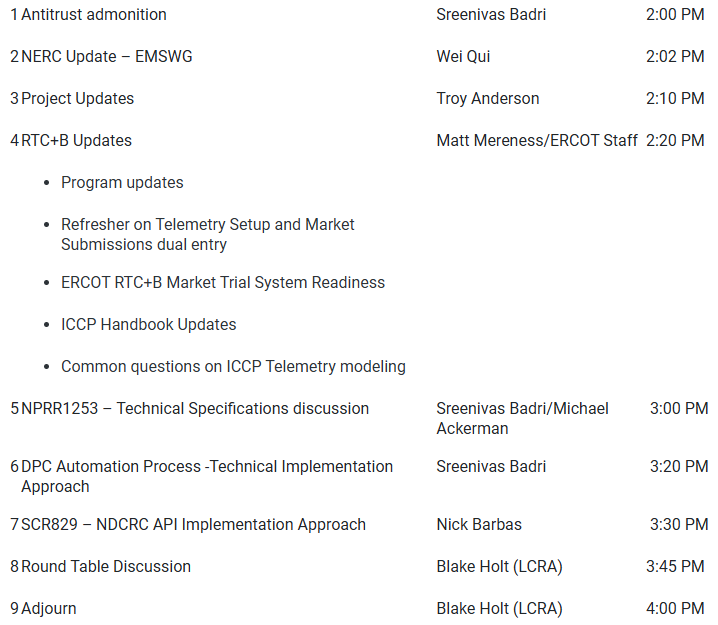 1 Antitrust admonition Sreenivas Badri 2:00 PM
2 NERC Update – EMSWG Wei Qui 2:02 PM
3 Project Updates Troy Anderson 2:10 PM
4 RTC+B Updates Matt Mereness/ERCOT Staff 2:20 PM
• Program updates
• Refresher on Telemetry Setup and Market
Submissions dual entry
• ERCOT RTC+B Market Trial System Readiness
• ICCP Handbook Updates
• Common questions on ICCP Telemetry modeling
5 NPRR1253 – Technical Specifications discussion Sreenivas Badri/Michael 3:00 PM
Ackerman
6 DPC Automation Process -Technical Implementation Sreenivas Badri 3:20 PM
Approach
7 SCR829 – NDCRC API Implementation Approach Nick Barbas 3:30 PM
8 Round Table Discussion Blake Holt (LCRA) 3:45 PM
9 Adjourn Blake Holt (LCRA) 4:00 PM